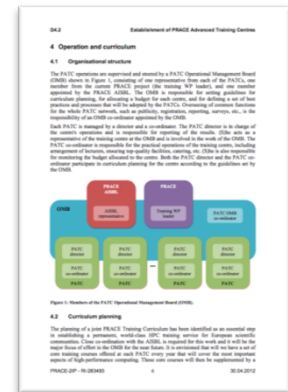 D4.2 Establishment of PRACE Advanced Training Centres
4 Operation and curriculum
4.1 Organisational structure
The PATC operations are supervised and steered by a PATC Operational Management Board
(OMB) shown in Figure 1, consisting of one representative from each of the PATCs, one
member from the current PRACE project (the training WP leader), and one member
appointed by the PRACE AISBL. The OMB is responsible for setting guidelines for
curriculum planning, for allocating a budget for each centre, and for defining a set of best
practices and processes that will be adopted by the PATCs. Overseeing of common functions
for the whole PATC network, such as publicity, registration, reporting, surveys, etc., is the
responsibility of an OMB co-ordinator appointed by the OMB.
Each PATC is managed by a director and a co-ordinator. The PATC director is in charge of
the centre's operations and is responsible for reporting of the results. (S)he acts as a
representative of the training centre at the OMB and is involved in the work of the OMB. The
PATC co-ordinator is responsible for the practical operations of the training centre, including
arrangement of lectures, ensuring top-quality facilities, catering, etc. (S)he is also responsible
for monitoring the budget allocated to the centre. Both the PATC director and the PATC co-
ordinator participate in curriculum planning for the centre according to the guidelines set by
the OMB.
PRACE AISBL
PRACE
OMB
AISBL representative
Training WP leader
PATC OMB co-ordinator
PATC director
PATC director
PATC director
PATC director
...
PATC co-ordinator
PATC co-ordinator
PATC co-ordinator
PATC co-ordinator
PATC
PATC
PATC
PATC
Figure 1: Members of the PATC Operational Management Board (OMB).
4.2 Curriculum planning
The planning of a joint PRACE Training Curriculum has been identified as an essential step
in establishing a permanent, world-class HPC training service for European scientific
communities. Close co-ordination with the AISBL is required for this work and it will be the
major focus of effort in the OMB for the near future. It is envisioned that we will have a set of
core training courses offered at each PATC every year that will cover the most important
aspects of high-performance computing. These core courses will then be supplemented by a
PRACE-2IP - RI-283493 6 30.04.2012